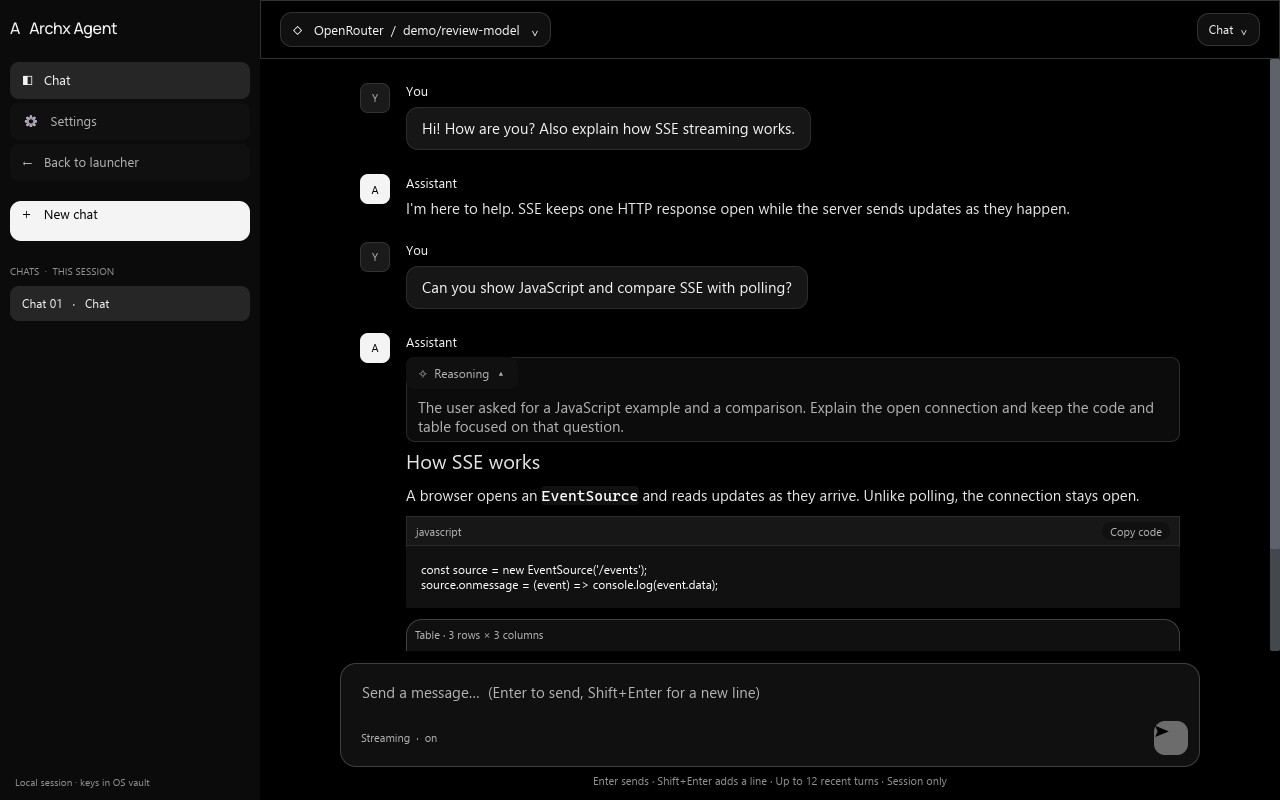 A Archx Agent
Chat
Settings
← Back to launcher
+ New chat
CHATS · THIS SESSION
Chat 01 · Chat
Local session · keys in OS vault
◇ OpenRouter / demo/review-model ˅
Chat ˅
Y
You
Hi! How are you? Also explain how SSE streaming works.
A
Assistant
I'm here to help. SSE keeps one HTTP response open while the server sends updates as they happen.
Y
You
Can you show JavaScript and compare SSE with polling?
A
Assistant
✧ Reasoning ▴
The user asked for a JavaScript example and a comparison. Explain the open connection and keep the code and
table focused on that question.
How SSE works
A browser opens an EventSource and reads updates as they arrive. Unlike polling, the connection stays open.
javascript
Copy code
const source = new EventSource('/events');
source.onmessage = (event) => console.log(event.data);
Table · 3 rows × 3 columns
Send a message... (Enter to send, Shift+Enter for a new line)
Streaming · on
Enter sends · Shift+Enter adds a line · Up to 12 recent turns · Session only